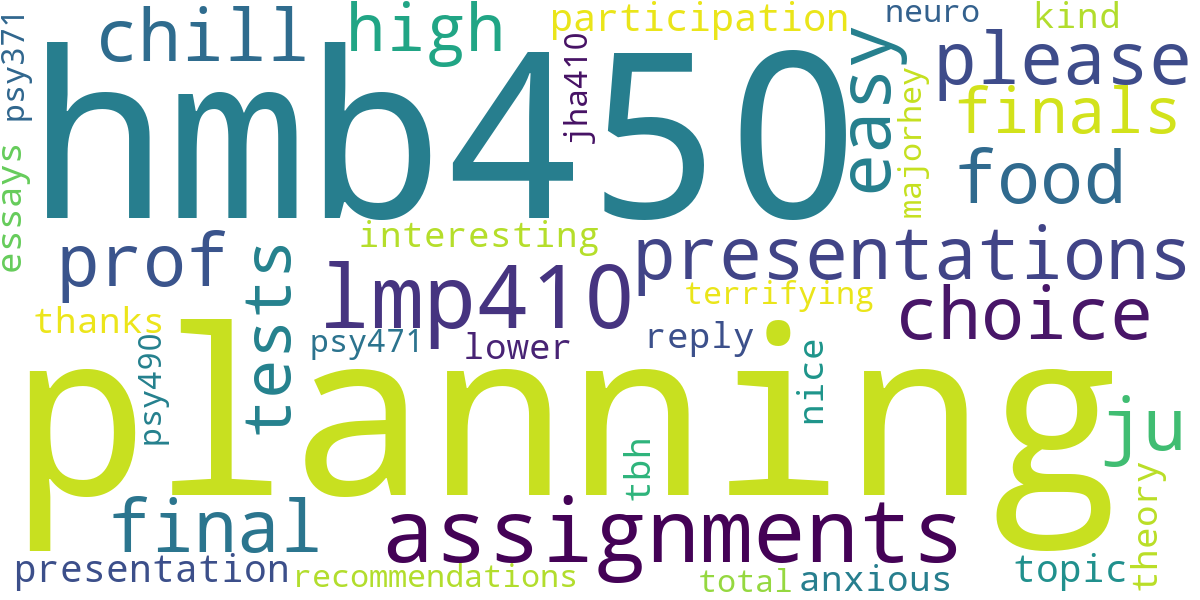 psy371
chill
high
participation
neuro
kind
hmb450
jha410
easy
majorhey
please
finals
essays
food
prof
tests
interesting
lmp410
presentations
terrifying
choice
thanks
psy490
psy471
lower
reply
nice
planning
ju
tbh
final
assignments
theory
presentation
recommendations
total
anxious
topic